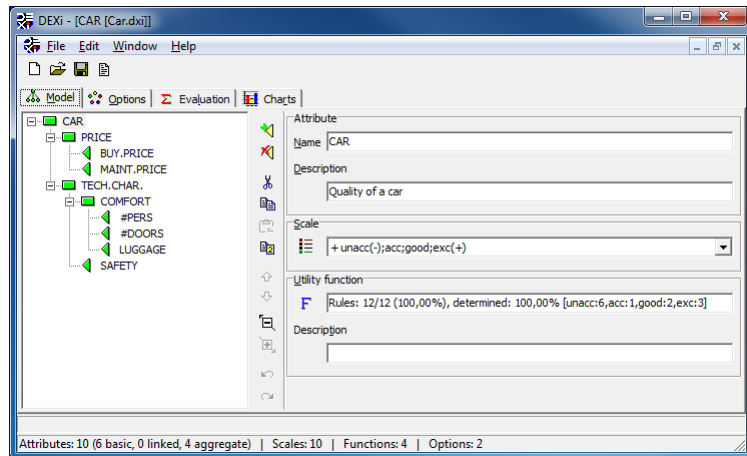 DEXi - [CAR [Car.dxi]]
File Edit Window Help
Model Options Σ Evaluation Charts
CAR
PRICE
BUY.PRICE
MAINT.PRICE
TECH.CHAR.
COMFORT
#PERS
#DOORS
LUGGAGE
SAFETY
Attribute
Name CAR
Description
Quality of a car
Scale
+ unacc(-);acc;good;exc(+)
Utility function
F Rules: 12/12 (100,00%), determined: 100,00% [unacc:6,acc:1,good:2,exc:3]
Description
Attributes: 10 (6 basic, 0 linked, 4 aggregate) | Scales: 10 | Functions: 4 | Options: 2